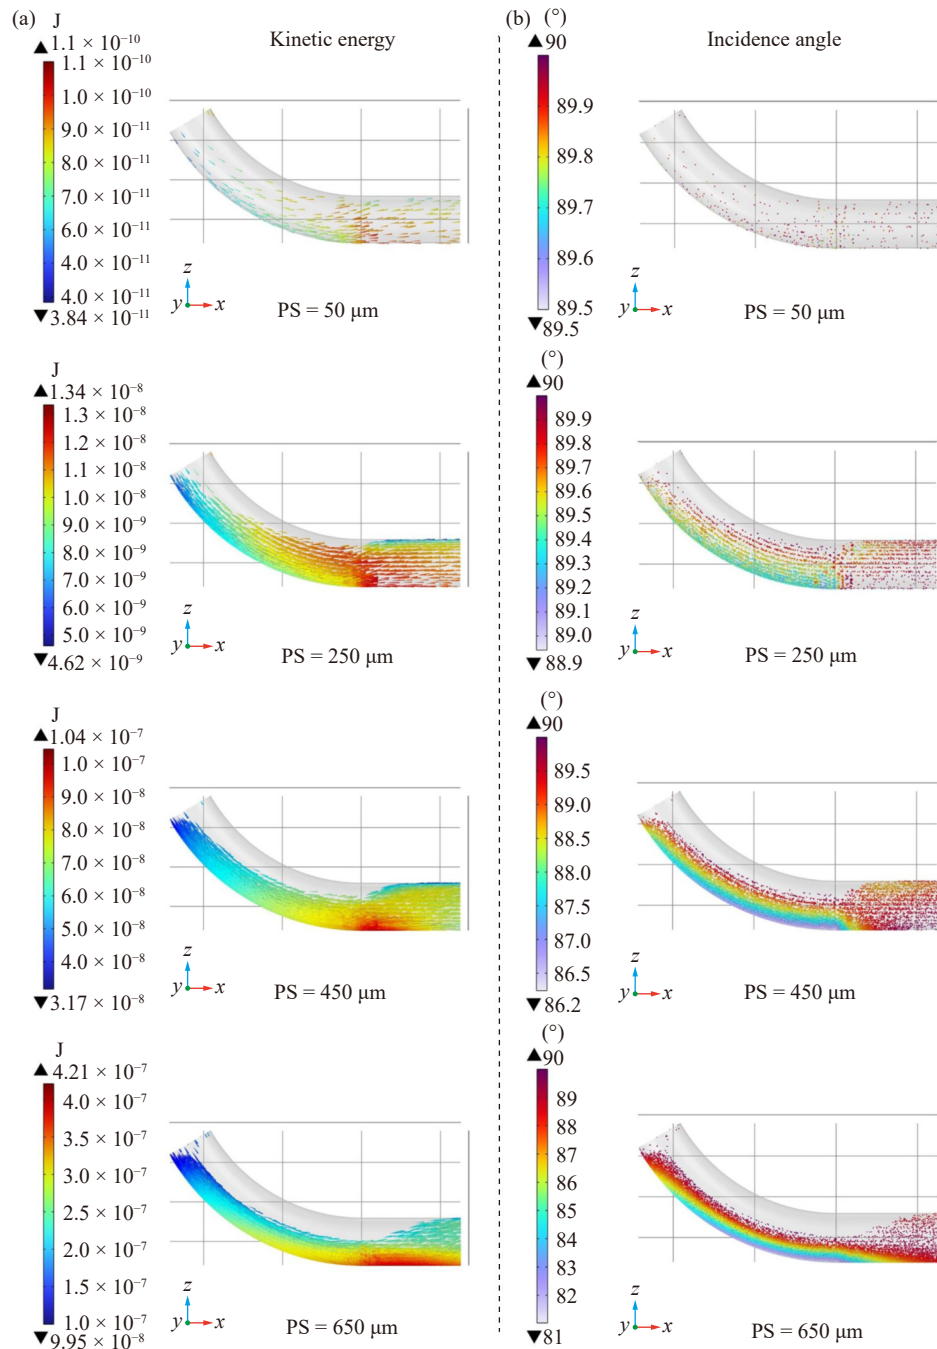 (a)
J
Kinetic energy
1.1 × 10⁻¹⁰
1.1 × 10⁻¹⁰
1.0 × 10⁻¹⁰
9.0 × 10⁻¹¹
8.0 × 10⁻¹¹
7.0 × 10⁻¹¹
6.0 × 10⁻¹¹
5.0 × 10⁻¹¹
4.0 × 10⁻¹¹
4.0 × 10⁻¹¹
3.84 × 10⁻¹¹
z
y
x
PS = 50 μm
J
1.34 × 10⁻⁸
1.3 × 10⁻⁸
1.2 × 10⁻⁸
1.1 × 10⁻⁸
1.0 × 10⁻⁸
9.0 × 10⁻⁹
8.0 × 10⁻⁹
7.0 × 10⁻⁹
6.0 × 10⁻⁹
5.0 × 10⁻⁹
4.62 × 10⁻⁹
z
y
x
PS = 250 μm
J
1.04 × 10⁻⁷
1.0 × 10⁻⁷
9.0 × 10⁻⁸
8.0 × 10⁻⁸
7.0 × 10⁻⁸
6.0 × 10⁻⁸
5.0 × 10⁻⁸
4.0 × 10⁻⁸
3.17 × 10⁻⁸
z
y
x
PS = 450 μm
J
4.21 × 10⁻⁷
4.0 × 10⁻⁷
3.5 × 10⁻⁷
3.0 × 10⁻⁷
2.5 × 10⁻⁷
2.0 × 10⁻⁷
1.5 × 10⁻⁷
1.0 × 10⁻⁷
9.95 × 10⁻⁸
z
y
x
PS = 650 μm
(b)
(°)
Incidence angle
90
89.9
89.8
89.7
89.6
89.5
89.5
z
y
x
PS = 50 μm
(°)
90
89.9
89.8
89.7
89.6
89.5
89.4
89.3
89.2
89.1
89.0
88.9
z
y
x
PS = 250 μm
(°)
90
89.5
89.0
88.5
88.0
87.5
87.0
86.5
86.2
z
y
x
PS = 450 μm
(°)
90
89
88
87
86
85
84
83
82
81
z
y
x
PS = 650 μm